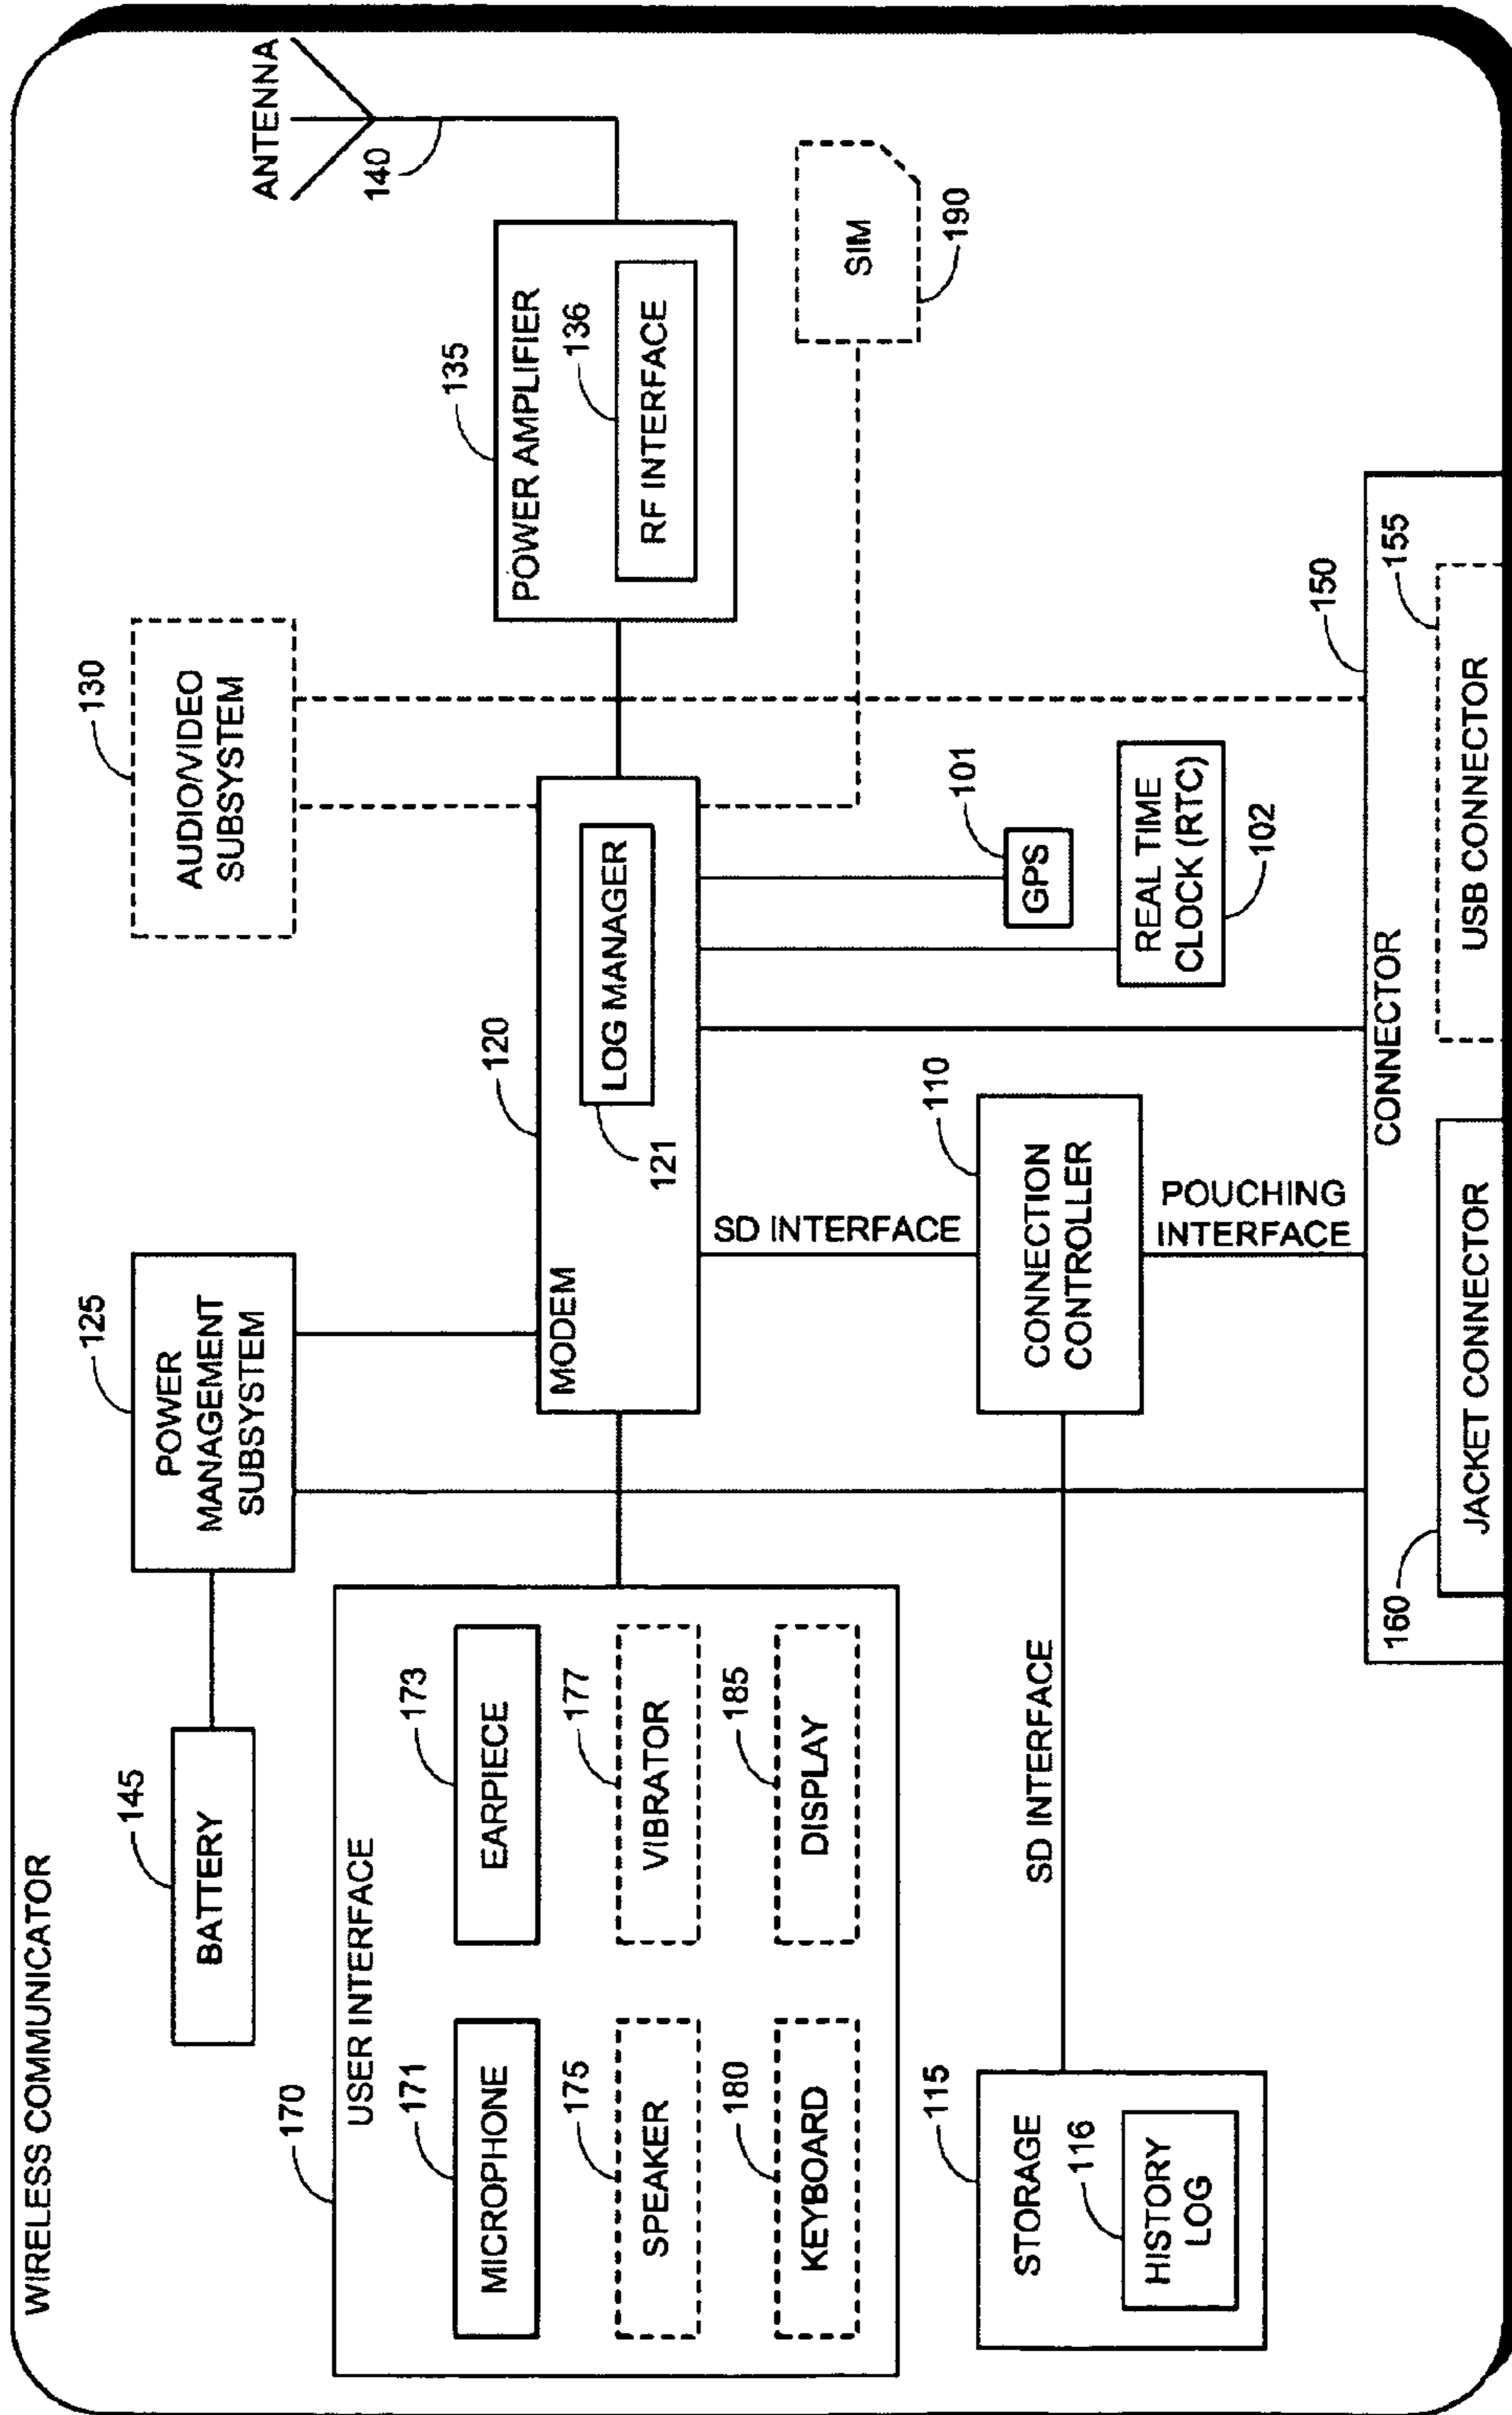 WIRELESS COMMUNICATOR
145
BATTERY
125
POWER
MANAGEMENT
SUBSYSTEM
130
AUDIO/VIDEO
SUBSYSTEM
ANTENNA
140
170
USER INTERFACE
171
MICROPHONE
173
EARPIECE
175
SPEAKER
177
VIBRATOR
180
KEYBOARD
185
DISPLAY
120
MODEM
LOG MANAGER
121
135
POWER AMPLIFIER
136
RF INTERFACE
SIM
190
SD INTERFACE
101
GPS
REAL TIME
CLOCK (RTC)
102
115
STORAGE
116
HISTORY
LOG
SD INTERFACE
110
CONNECTION
CONTROLLER
POUCHING
INTERFACE
150
CONNECTOR
160
JACKET CONNECTOR
155
USB CONNECTOR